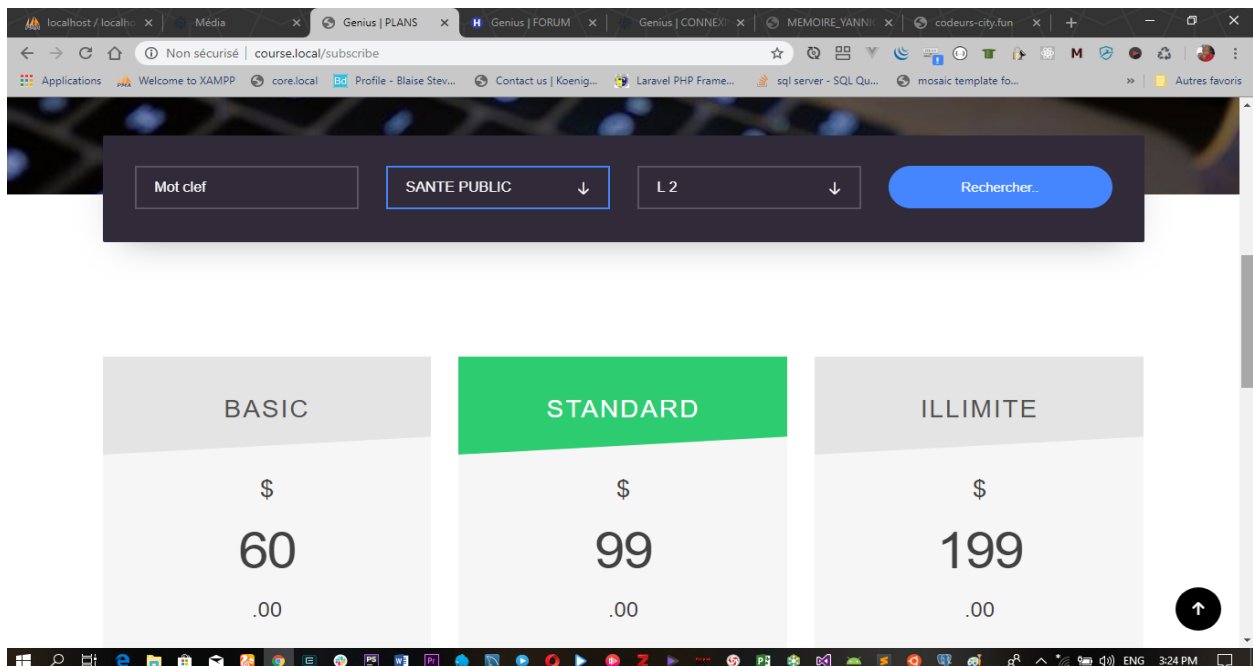 localhost / localho
Média
Genius | PLANS
Genius | FORUM
Genius | CONNEXI
MEMOIRE_YANNI
codeurs-city.fun
Non sécurisé | course.local/subscribe
Applications
Welcome to XAMPP
core.local
Profile - Blaise Stev...
Contact us | Koenig...
Laravel PHP Frame...
sql server - SQL Qu...
mosaic template fo...
Autres favoris
Mot clef
SANTE PUBLIC
L 2
Rechercher..
BASIC
STANDARD
ILLIMITE
$
$
$
60
99
199
.00
.00
.00
ENG
3:24 PM